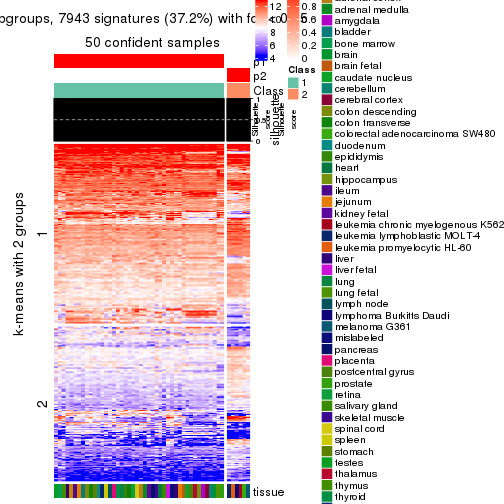 ogroups, 7943 signatures (37.2%) with f
50 confident samples
p1
p2
Class
silhouette
score
k-means with 2 groups
1
2
tissue
12
10
8
6
4
0.8
0.6
0.4
0.2
0
Class
1
2
adrenal medulla
amygdala
bladder
bone marrow
brain
brain fetal
caudate nucleus
cerebellum
cerebral cortex
colon descending
colon transverse
colorectal adenocarcinoma SW480
duodenum
epididymis
heart
hippocampus
ileum
jejunum
kidney fetal
leukemia chronic myelogenous K562
leukemia lymphoblastic MOLT-4
leukemia promyelocytic HL-60
liver
liver fetal
lung
lung fetal
lymph node
lymphoma Burkitts Daudi
melanoma G361
mislabeled
pancreas
placenta
postcentral gyrus
prostate
retina
salivary gland
skeletal muscle
spinal cord
spleen
stomach
testes
thalamus
thymus
thyroid